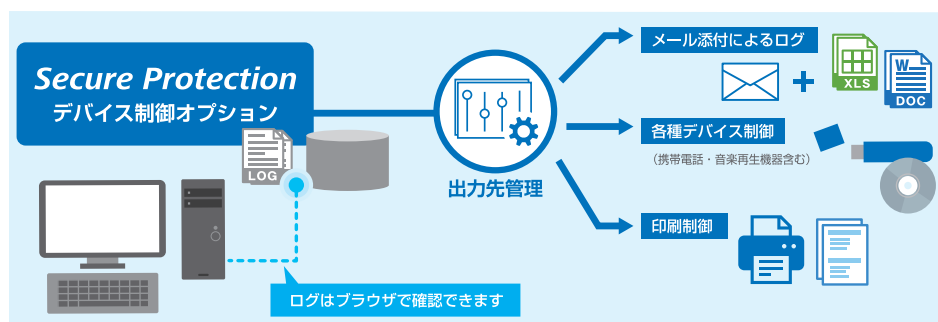 Secure Protection
デバイス制御オプション
LOG
出力先管理
メール添付によるログ
XLS
W
DOC
各種デバイス制御
（携帯電話・音楽再生機器含む）
印刷制御
ログはブラウザで確認できます